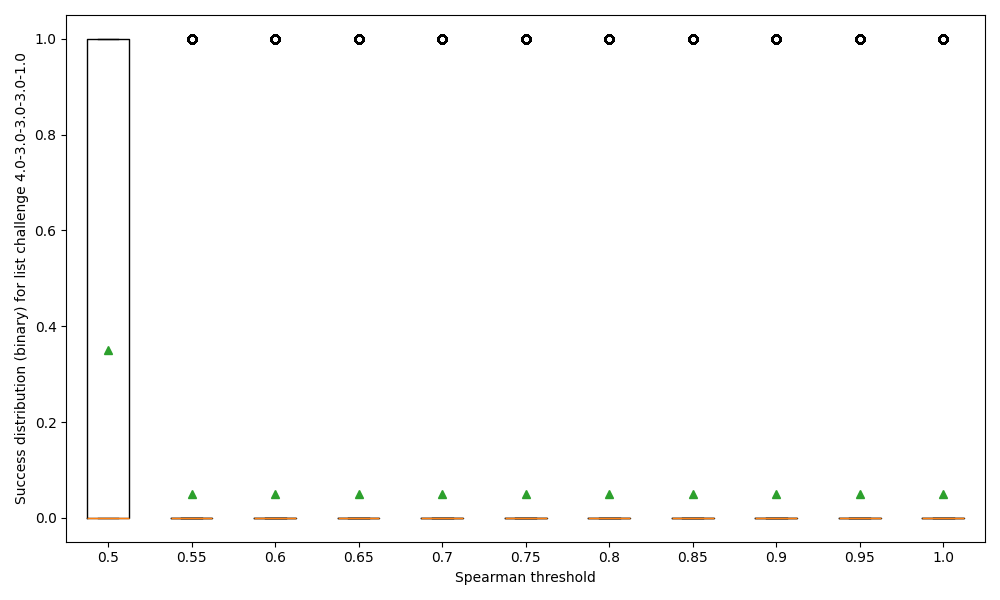 Success distribution (binary) for list challenge 4.0-3.0-3.0-3.0-1.0
1.0
0.8
0.6
0.4
0.2
0.0
0.5 0.55 0.6 0.65 0.7 0.75 0.8 0.85 0.9 0.95 1.0
Spearman threshold